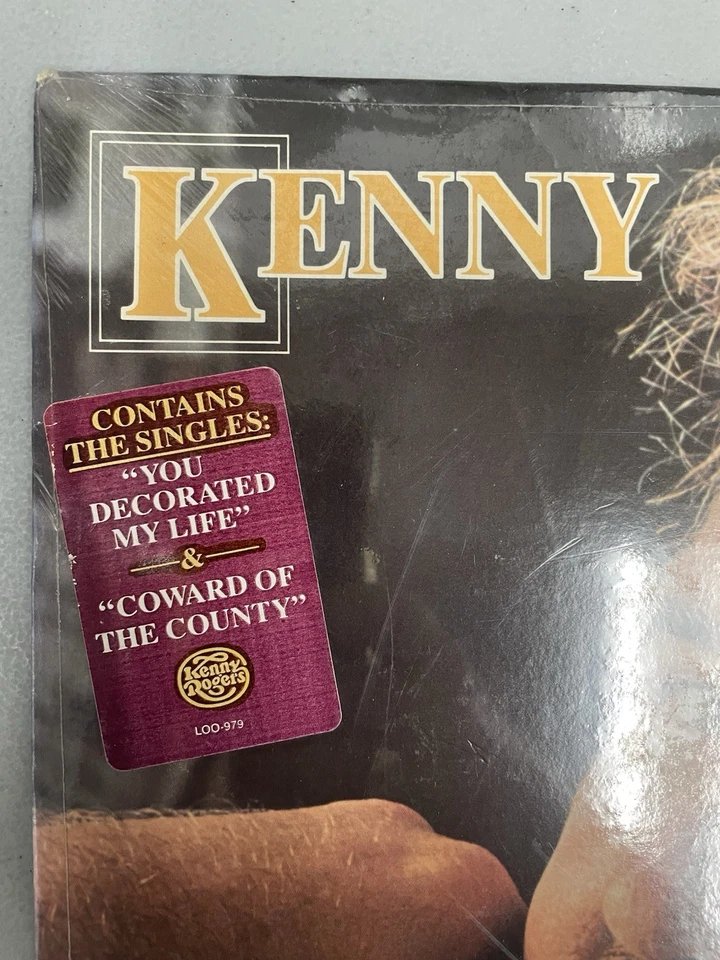 KENNY
CONTAINS
THE SINGLES:
“YOU
DECORATED
MY LIFE”
&
“COWARD OF
THE COUNTY”
Kenny
Rogers
LOO-979